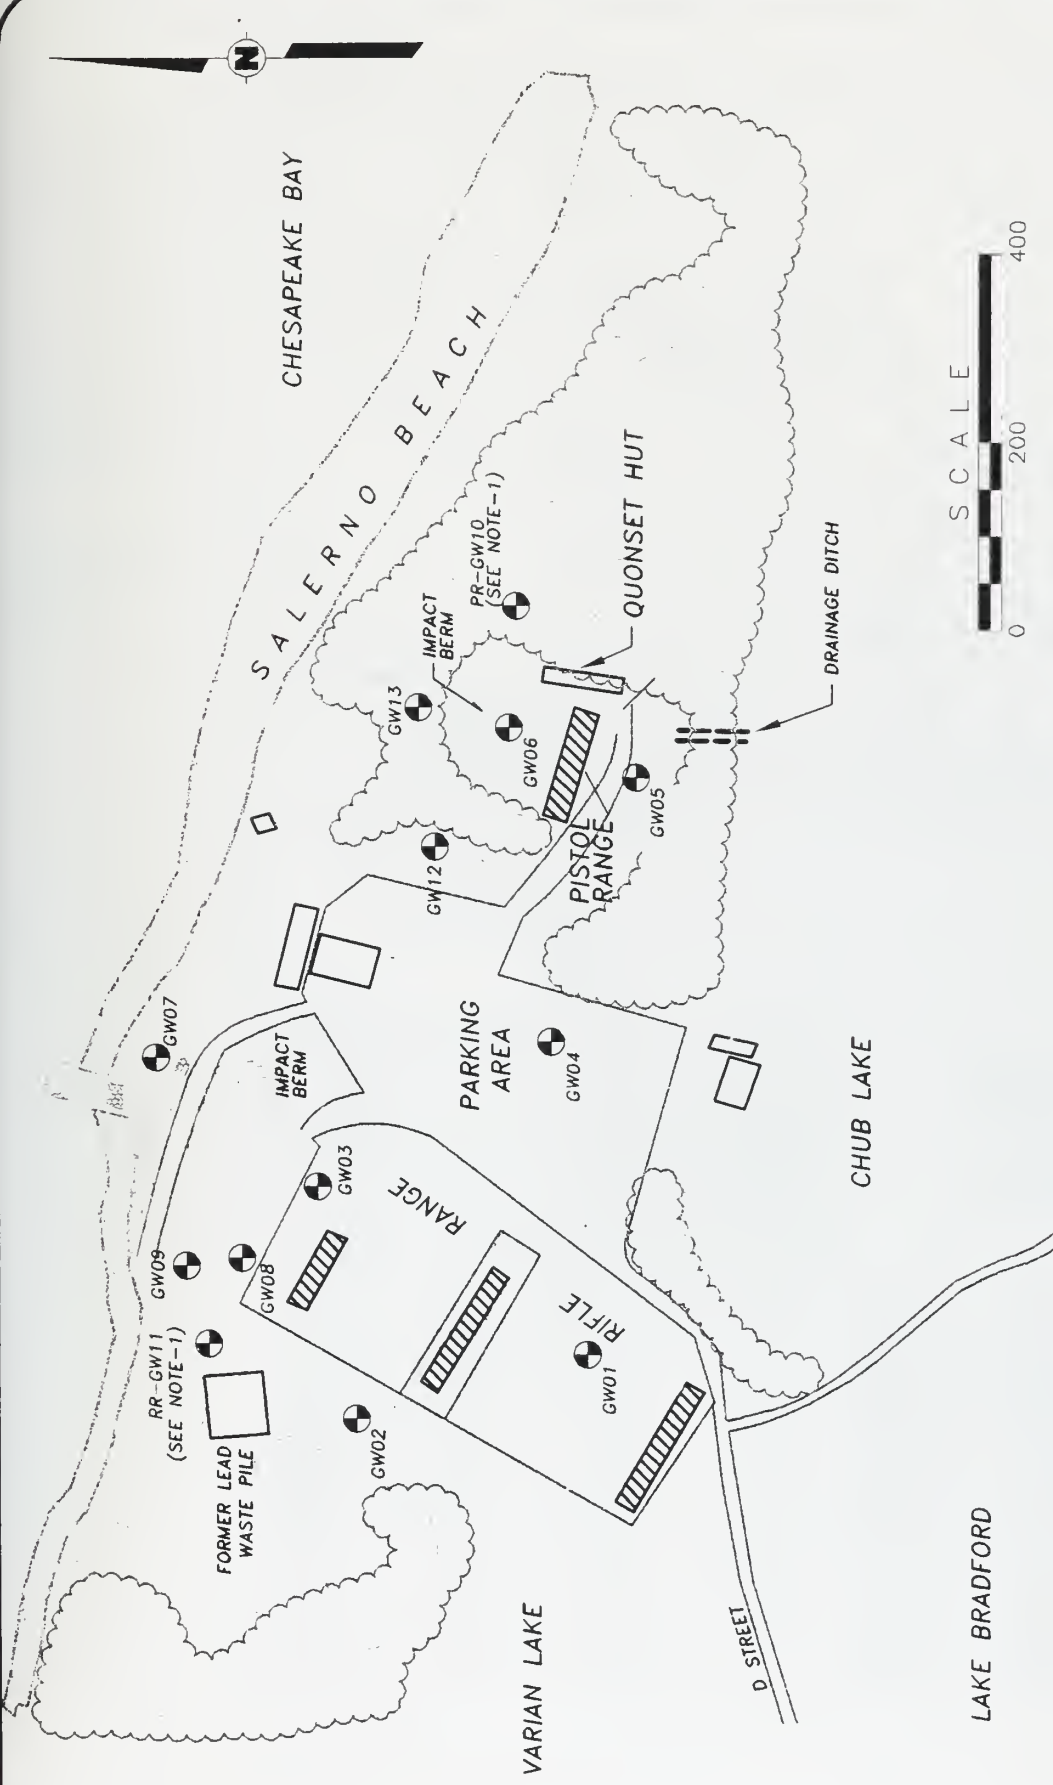 N
CHESAPEAKE BAY
SALERNO BEACH
GW07
GW09
RR-GW11
(SEE NOTE-1)
FORMER LEAD
WASTE PILE
GW08
GW03
IMPACT
BERM
GW02
RANGE
RIFLE
GW01
PARKING
AREA
GW04
GW12
GW13
IMPACT
BERM
PR-GW10
(SEE NOTE-1)
GW06
QUONSET HUT
PISTOL
RANGE
GW05
DRAINAGE DITCH
VARIAN LAKE
D STREET
CHUB LAKE
LAKE BRADFORD
SCALE
0 200 400